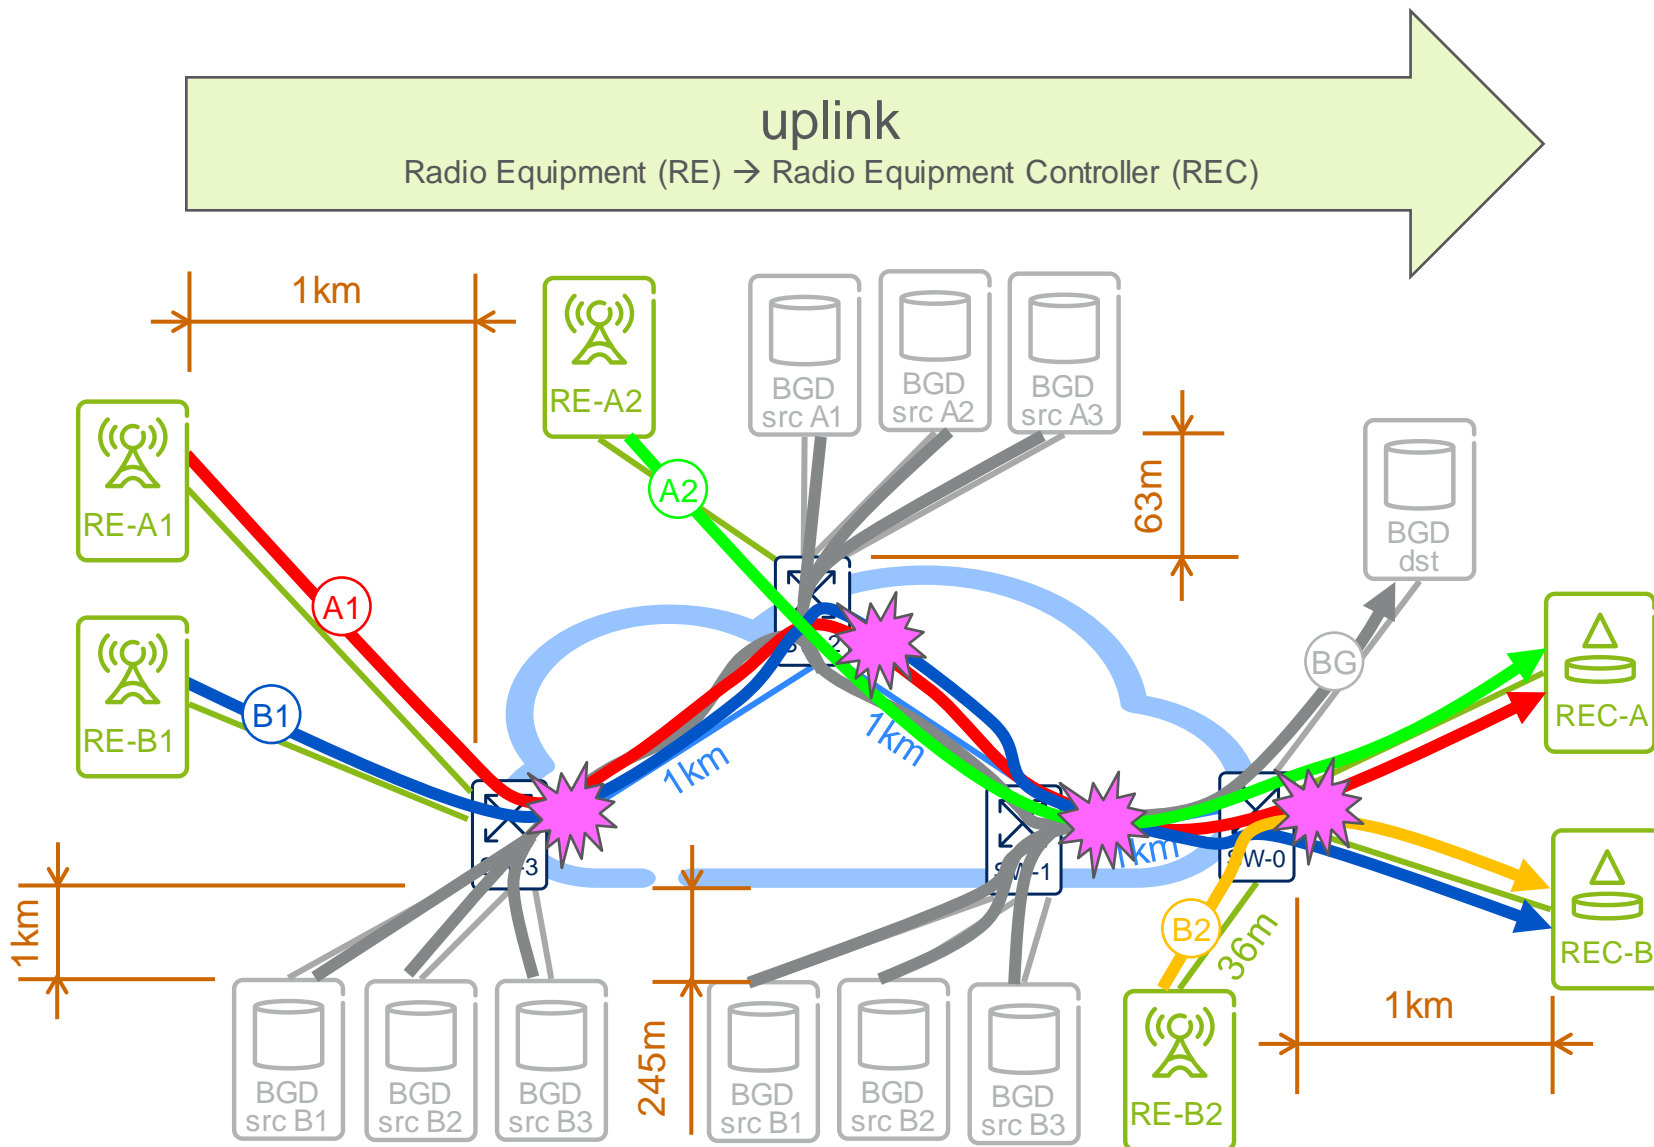 uplink
Radio Equipment (RE) → Radio Equipment Controller (REC)
1km
RE-A2
BGD
src A1
BGD
src A2
BGD
src A3
RE-A1
A2
63m
BGD
dst
A1
RE-B1
B1
BG
REC-A
1km
1km
1km
SW-1
SW-0
1km
B2
36m
REC-B
1km
BGD
src B1
BGD
src B2
BGD
src B3
245m
BGD
src B1
BGD
src B2
BGD
src B3
RE-B2